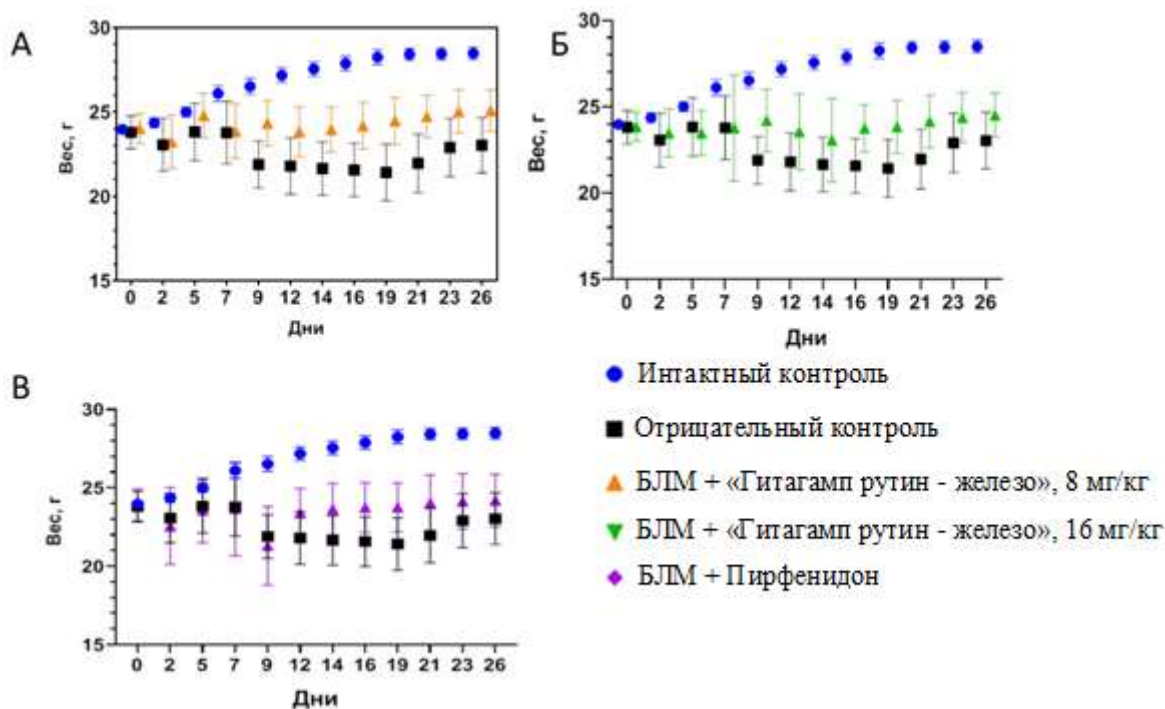 А
Вес, г
30
25
20
15
0 2 5 7 9 12 14 16 19 21 23 26
Дни
Б
Вес, г
30
25
20
15
0 2 5 7 9 12 14 16 19 21 23 26
Дни
В
Вес, г
30
25
20
15
0 2 5 7 9 12 14 16 19 21 23 26
Дни
Интактный контроль
Отрицательный контроль
БЛМ + «Гитагамп рутин - железо», 8 мг/кг
БЛМ + «Гитагамп рутин - железо», 16 мг/кг
БЛМ + Пирфенидон